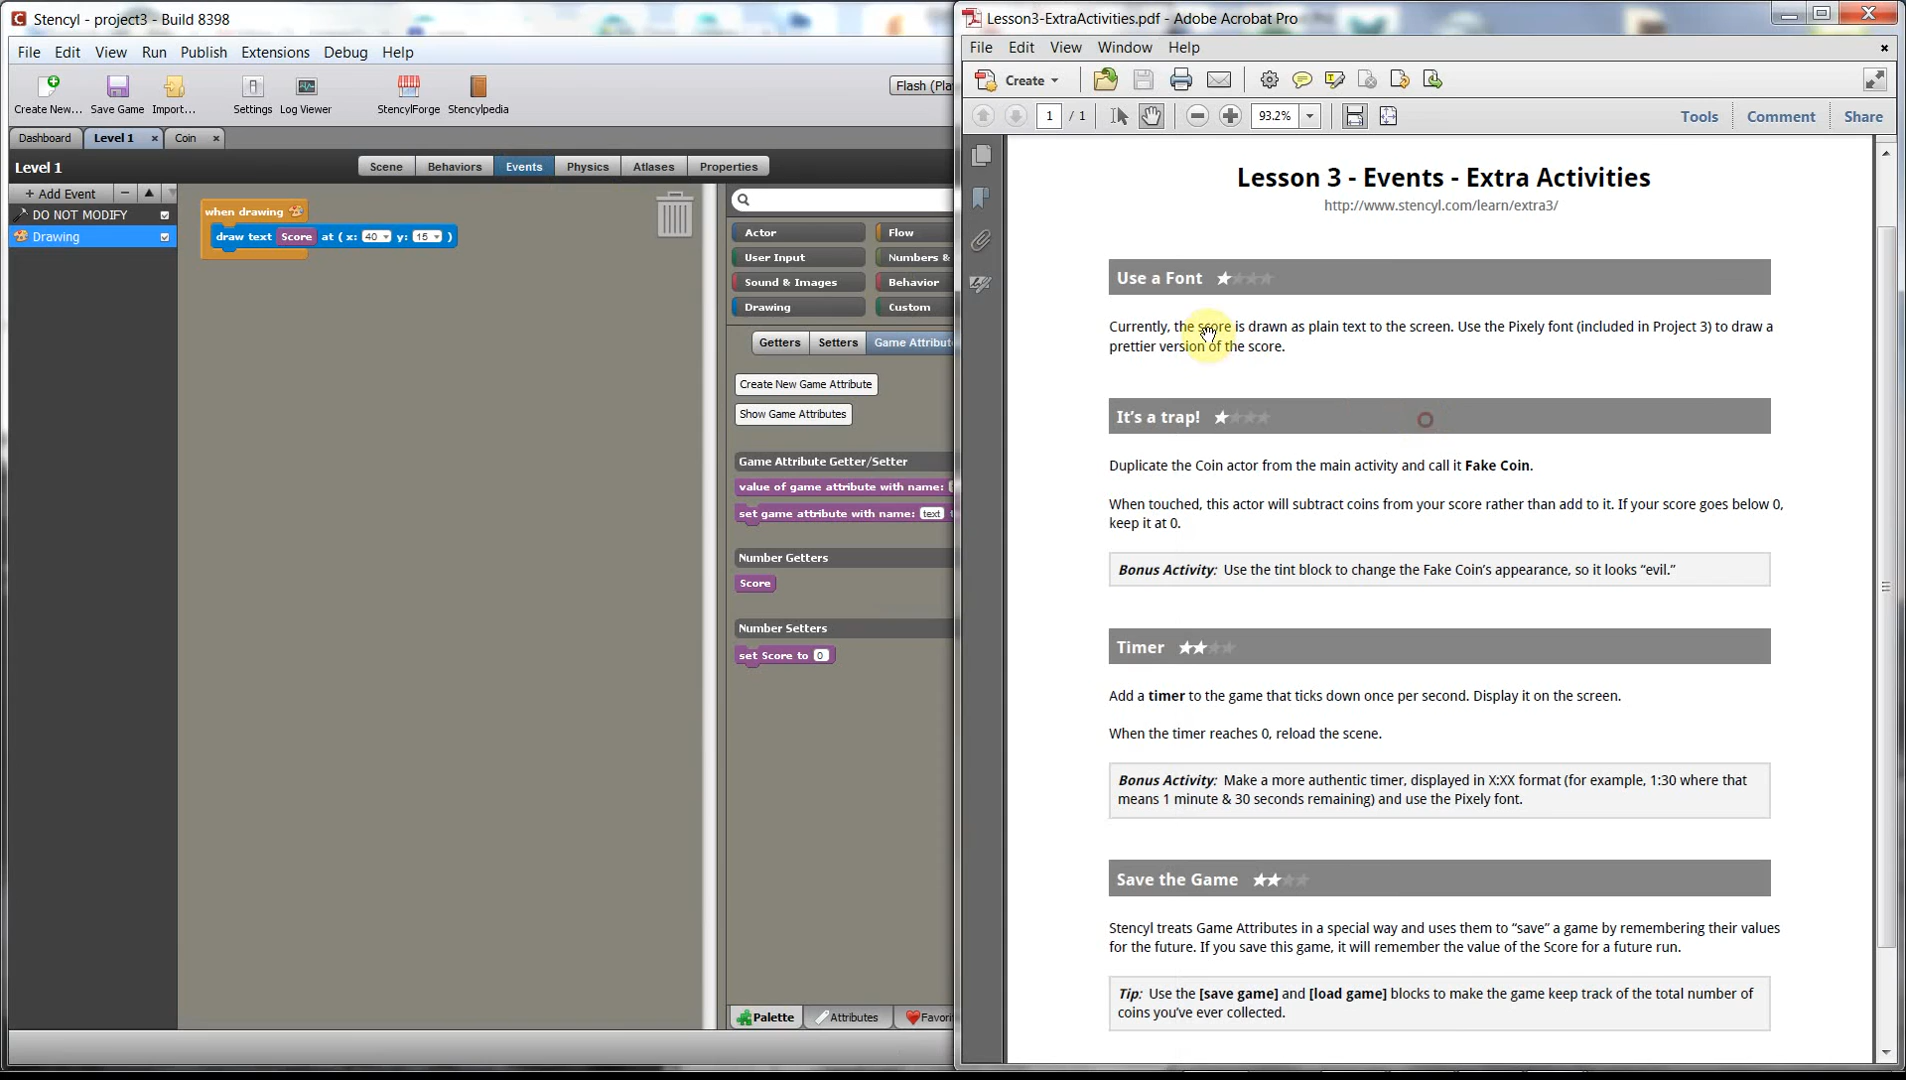 Stencyl - project3 - Build 8398
File Edit View Run Publish Extensions Debug Help
Create New... Save Game Import... Settings Log Viewer StencylForge Stencylpedia
Flash (Pla
Dashboard Level 1 × Coin ×
Level 1
Scene Behaviors Events Physics Atlases Properties
+ Add Event
DO NOT MODIFY
Drawing
when drawing
draw text Score at ( x: 40 y: 15 )
Actor Flow
User Input Numbers &
Sound & Images Behavior
Drawing Custom
Getters Setters Game Attribut
Create New Game Attribute
Show Game Attributes
Game Attribute Getter/Setter
value of game attribute with name:
set game attribute with name: text
Number Getters
Score
Number Setters
set Score to 0
Palette Attributes Favori
Lesson3-ExtraActivities.pdf - Adobe Acrobat Pro
File Edit View Window Help
Create
1 / 1 93.2% Tools Comment Share
Lesson 3 - Events - Extra Activities
http://www.stencyl.com/learn/extra3/
Use a Font
Currently, the score is drawn as plain text to the screen. Use the Pixely font (included in Project 3) to draw a
prettier version of the score.
It's a trap!
Duplicate the Coin actor from the main activity and call it Fake Coin.
When touched, this actor will subtract coins from your score rather than add to it. If your score goes below 0,
keep it at 0.
Bonus Activity: Use the tint block to change the Fake Coin's appearance, so it looks “evil.”
Timer
Add a timer to the game that ticks down once per second. Display it on the screen.
When the timer reaches 0, reload the scene.
Bonus Activity: Make a more authentic timer, displayed in X:XX format (for example, 1:30 where that
means 1 minute & 30 seconds remaining) and use the Pixely font.
Save the Game
Stencyl treats Game Attributes in a special way and uses them to “save” a game by remembering their values
for the future. If you save this game, it will remember the value of the Score for a future run.
Tip: Use the [save game] and [load game] blocks to make the game keep track of the total number of
coins you've ever collected.